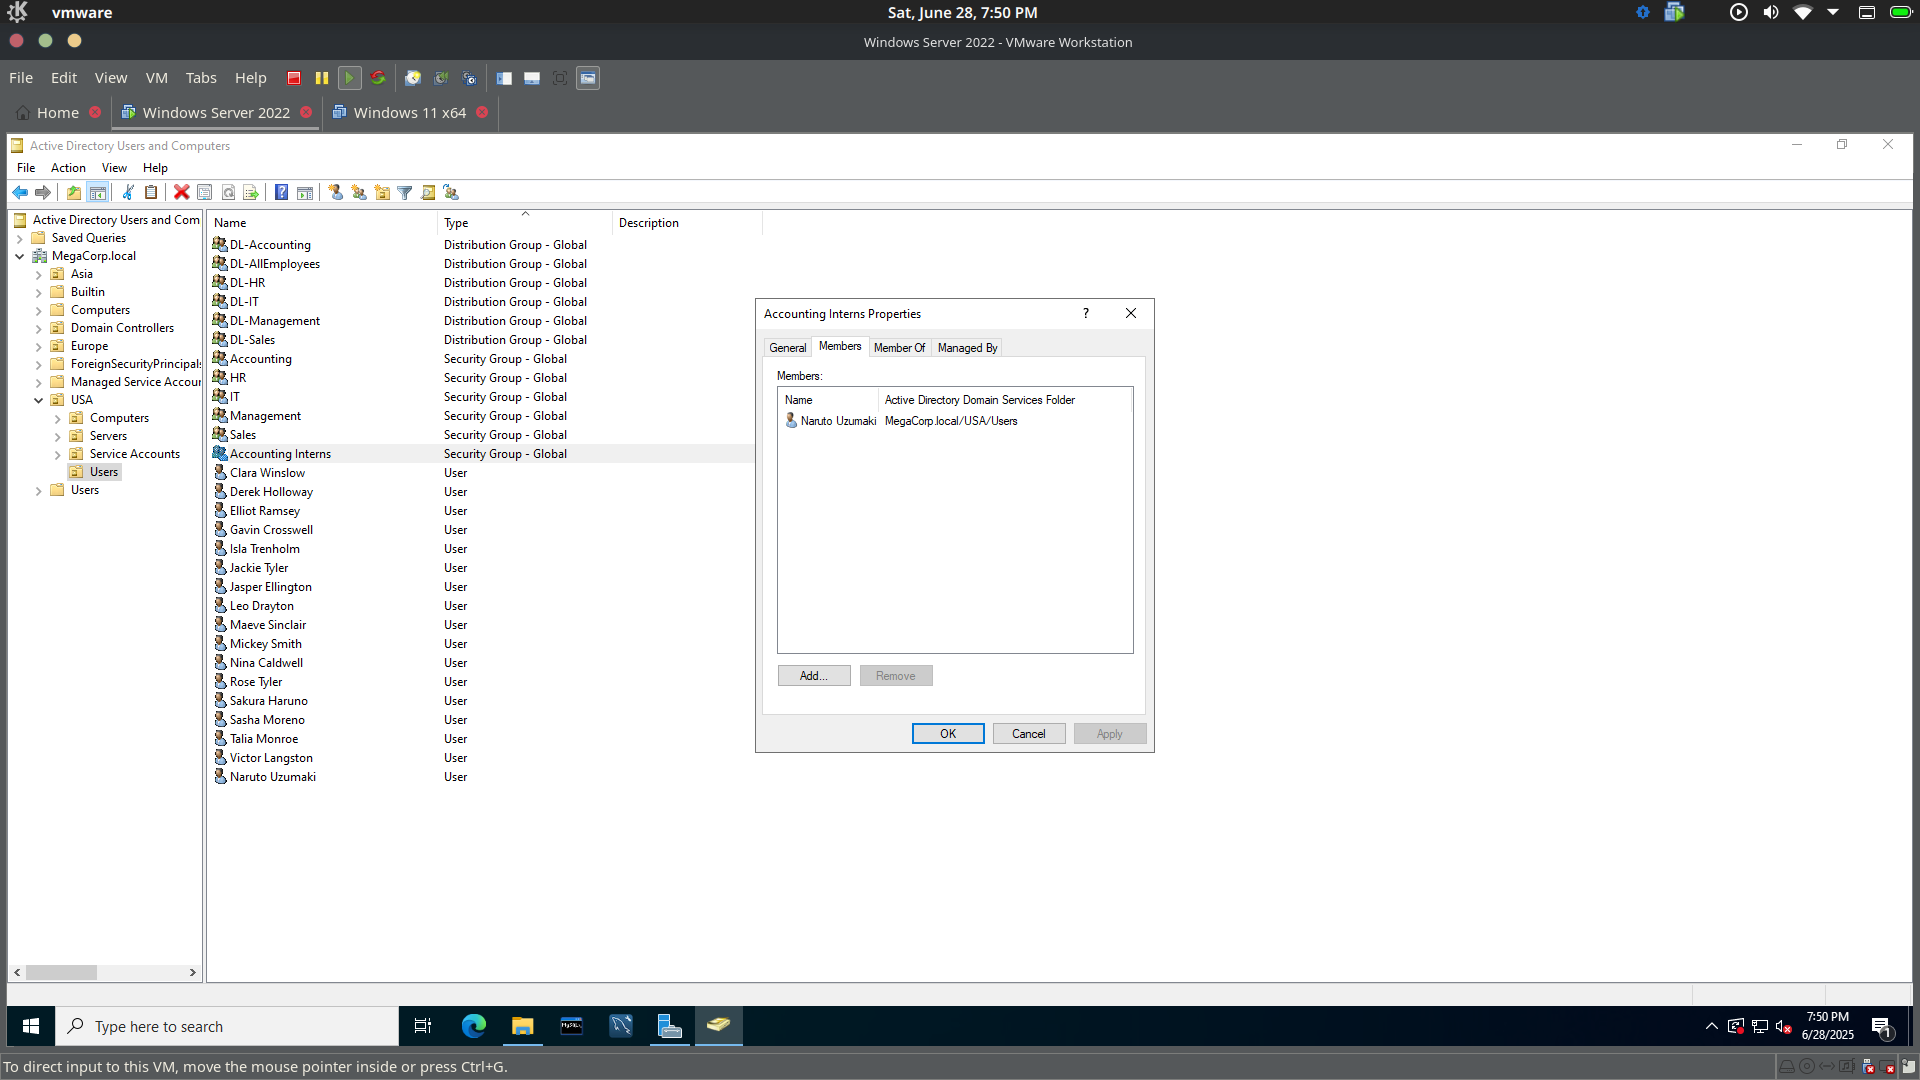 vmware
Sat, June 28, 7:50 PM
Windows Server 2022 - VMware Workstation
File Edit View VM Tabs Help
Home
Windows Server 2022
Windows 11 x64
Active Directory Users and Computers
File Action View Help
Active Directory Users and Com
Saved Queries
MegaCorp.local
Asia
Builtin
Computers
Domain Controllers
Europe
ForeignSecurityPrincipals
Managed Service Accour
USA
Computers
Servers
Service Accounts
Users
Users
Name Type Description
DL-Accounting Distribution Group - Global
DL-AllEmployees Distribution Group - Global
DL-HR Distribution Group - Global
DL-IT Distribution Group - Global
DL-Management Distribution Group - Global
DL-Sales Distribution Group - Global
Accounting Security Group - Global
HR Security Group - Global
IT Security Group - Global
Management Security Group - Global
Sales Security Group - Global
Accounting Interns Security Group - Global
Clara Winslow User
Derek Holloway User
Elliot Ramsey User
Gavin Crosswell User
Isla Trenholm User
Jackie Tyler User
Jasper Ellington User
Leo Drayton User
Maeve Sinclair User
Mickey Smith User
Nina Caldwell User
Rose Tyler User
Sakura Haruno User
Sasha Moreno User
Talia Monroe User
Victor Langston User
Naruto Uzumaki User
Accounting Interns Properties
?
General Members Member Of Managed By
Members:
Name Active Directory Domain Services Folder
Naruto Uzumaki MegaCorp.local/USA/Users
Add... Remove
OK Cancel Apply
Type here to search
MySQL
7:50 PM
6/28/2025
1
To direct input to this VM, move the mouse pointer inside or press Ctrl+G.